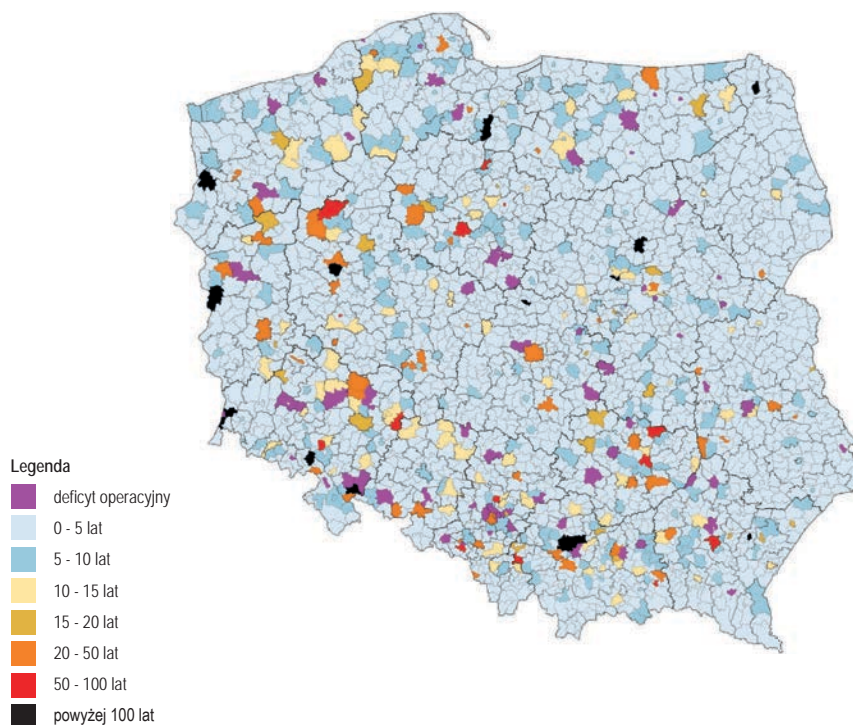 Legenda
deficyt operacyjny
0 - 5 lat
5 - 10 lat
10 - 15 lat
15 - 20 lat
20 - 50 lat
50 - 100 lat
powyżej 100 lat